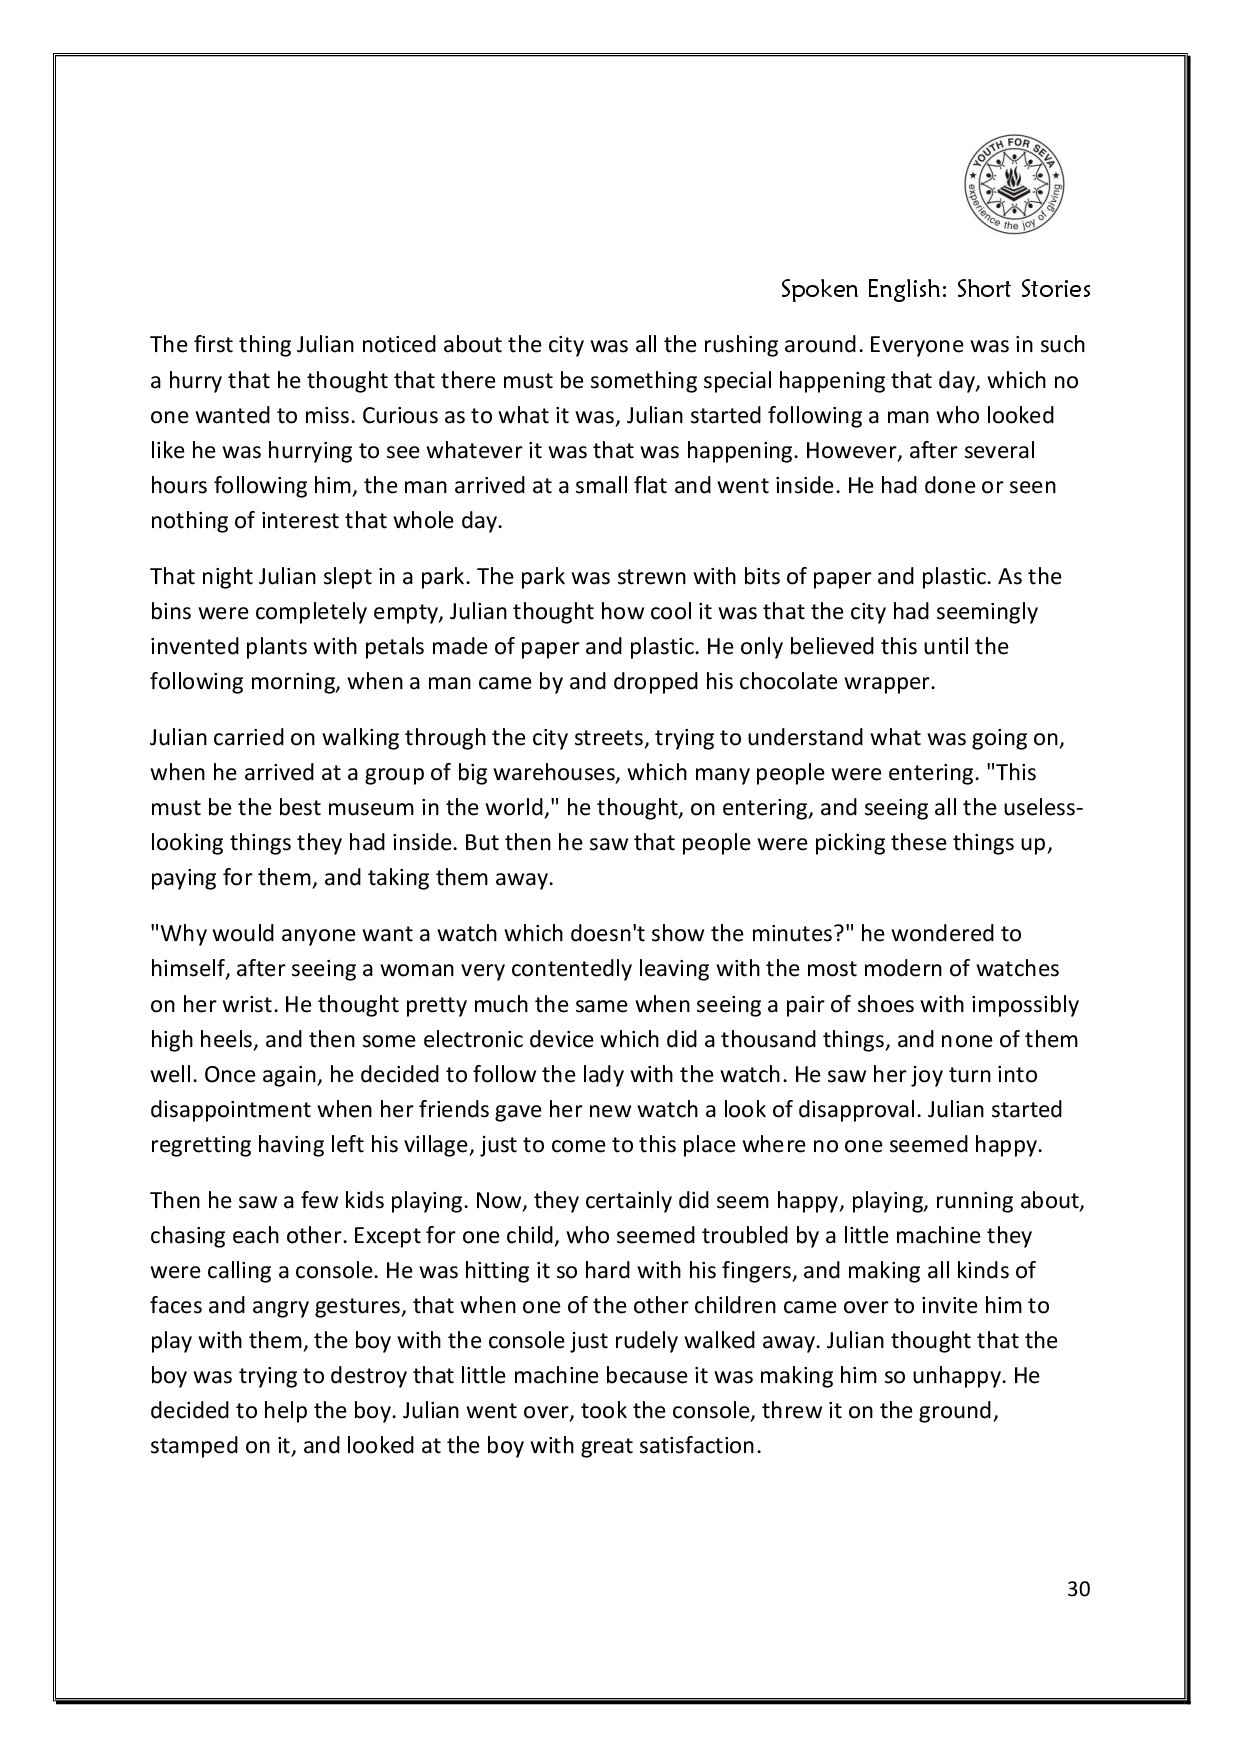 YOUTH FOR SEVA
experience the joy of giving
Spoken English: Short Stories
The first thing Julian noticed about the city was all the rushing around. Everyone was in such
a hurry that he thought that there must be something special happening that day, which no
one wanted to miss. Curious as to what it was, Julian started following a man who looked
like he was hurrying to see whatever it was that was happening. However, after several
hours following him, the man arrived at a small flat and went inside. He had done or seen
nothing of interest that whole day.
That night Julian slept in a park. The park was strewn with bits of paper and plastic. As the
bins were completely empty, Julian thought how cool it was that the city had seemingly
invented plants with petals made of paper and plastic. He only believed this until the
following morning, when a man came by and dropped his chocolate wrapper.
Julian carried on walking through the city streets, trying to understand what was going on,
when he arrived at a group of big warehouses, which many people were entering. "This
must be the best museum in the world," he thought, on entering, and seeing all the useless-
looking things they had inside. But then he saw that people were picking these things up,
paying for them, and taking them away.
"Why would anyone want a watch which doesn't show the minutes?" he wondered to
himself, after seeing a woman very contentedly leaving with the most modern of watches
on her wrist. He thought pretty much the same when seeing a pair of shoes with impossibly
high heels, and then some electronic device which did a thousand things, and none of them
well. Once again, he decided to follow the lady with the watch. He saw her joy turn into
disappointment when her friends gave her new watch a look of disapproval. Julian started
regretting having left his village, just to come to this place where no one seemed happy.
Then he saw a few kids playing. Now, they certainly did seem happy, playing, running about,
chasing each other. Except for one child, who seemed troubled by a little machine they
were calling a console. He was hitting it so hard with his fingers, and making all kinds of
faces and angry gestures, that when one of the other children came over to invite him to
play with them, the boy with the console just rudely walked away. Julian thought that the
boy was trying to destroy that little machine because it was making him so unhappy. He
decided to help the boy. Julian went over, took the console, threw it on the ground,
stamped on it, and looked at the boy with great satisfaction.
30